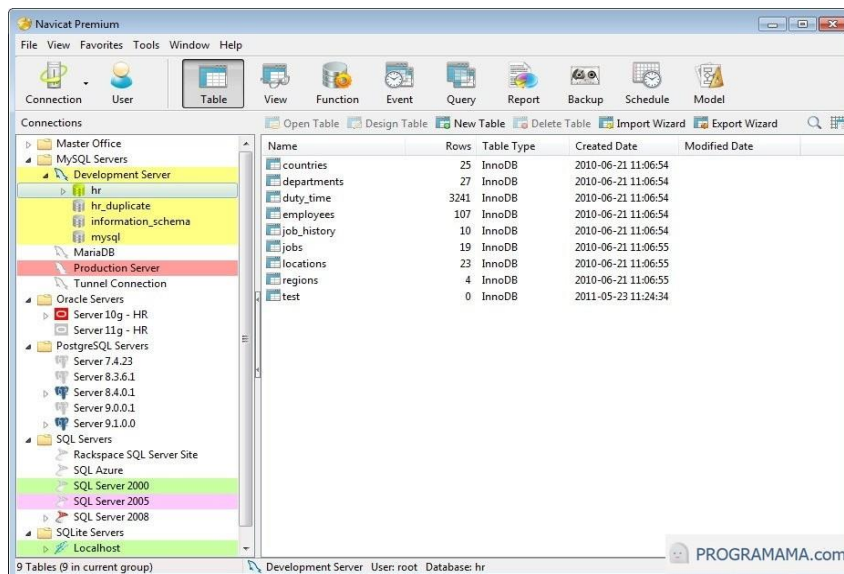 Navicat Premium
File View Favorites Tools Window Help
Connection User Table View Function Event Query Report Backup Schedule Model
Connections
Open Table Design Table New Table Delete Table Import Wizard Export Wizard
Master Office
MySQL Servers
Development Server
hr
hr_duplicate
information_schema
mysql
MariaDB
Production Server
Tunnel Connection
Oracle Servers
Server 10g - HR
Server 11g - HR
PostgreSQL Servers
Server 7.4.23
Server 8.3.6.1
Server 8.4.0.1
Server 9.0.0.1
Server 9.1.0.0
SQL Servers
Rackspace SQL Server Site
SQL Azure
SQL Server 2000
SQL Server 2005
SQL Server 2008
SQLite Servers
Localhost
Name Rows Table Type Created Date Modified Date
countries 25 InnoDB 2010-06-21 11:06:54
departments 27 InnoDB 2010-06-21 11:06:54
duty_time 3241 InnoDB 2010-06-21 11:06:54
employees 107 InnoDB 2010-06-21 11:06:54
job_history 10 InnoDB 2010-06-21 11:06:54
jobs 19 InnoDB 2010-06-21 11:06:55
locations 23 InnoDB 2010-06-21 11:06:55
regions 4 InnoDB 2010-06-21 11:06:55
test 0 InnoDB 2011-05-23 11:24:34
9 Tables (9 in current group) Development Server User: root Database: hr
PROGRAMAMA.com